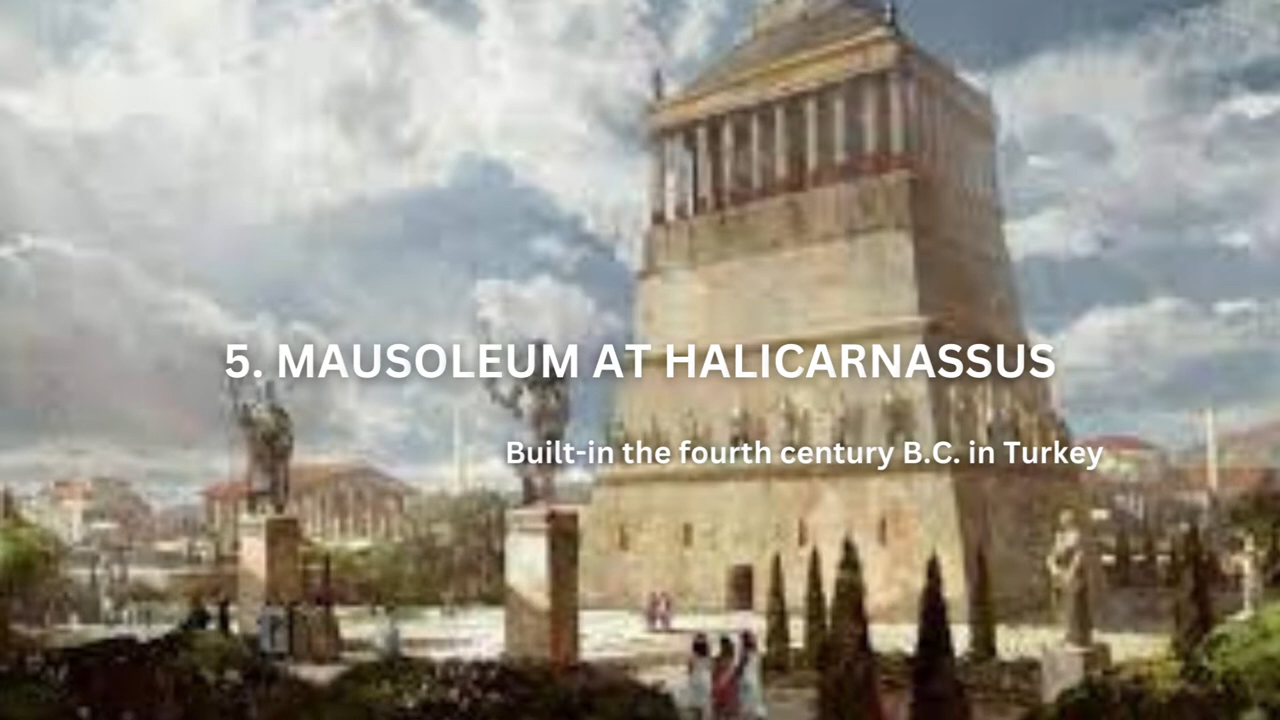 5. MAUSOLEUM AT HALICARNASSUS
Built-in the fourth century B.C. in Turkey